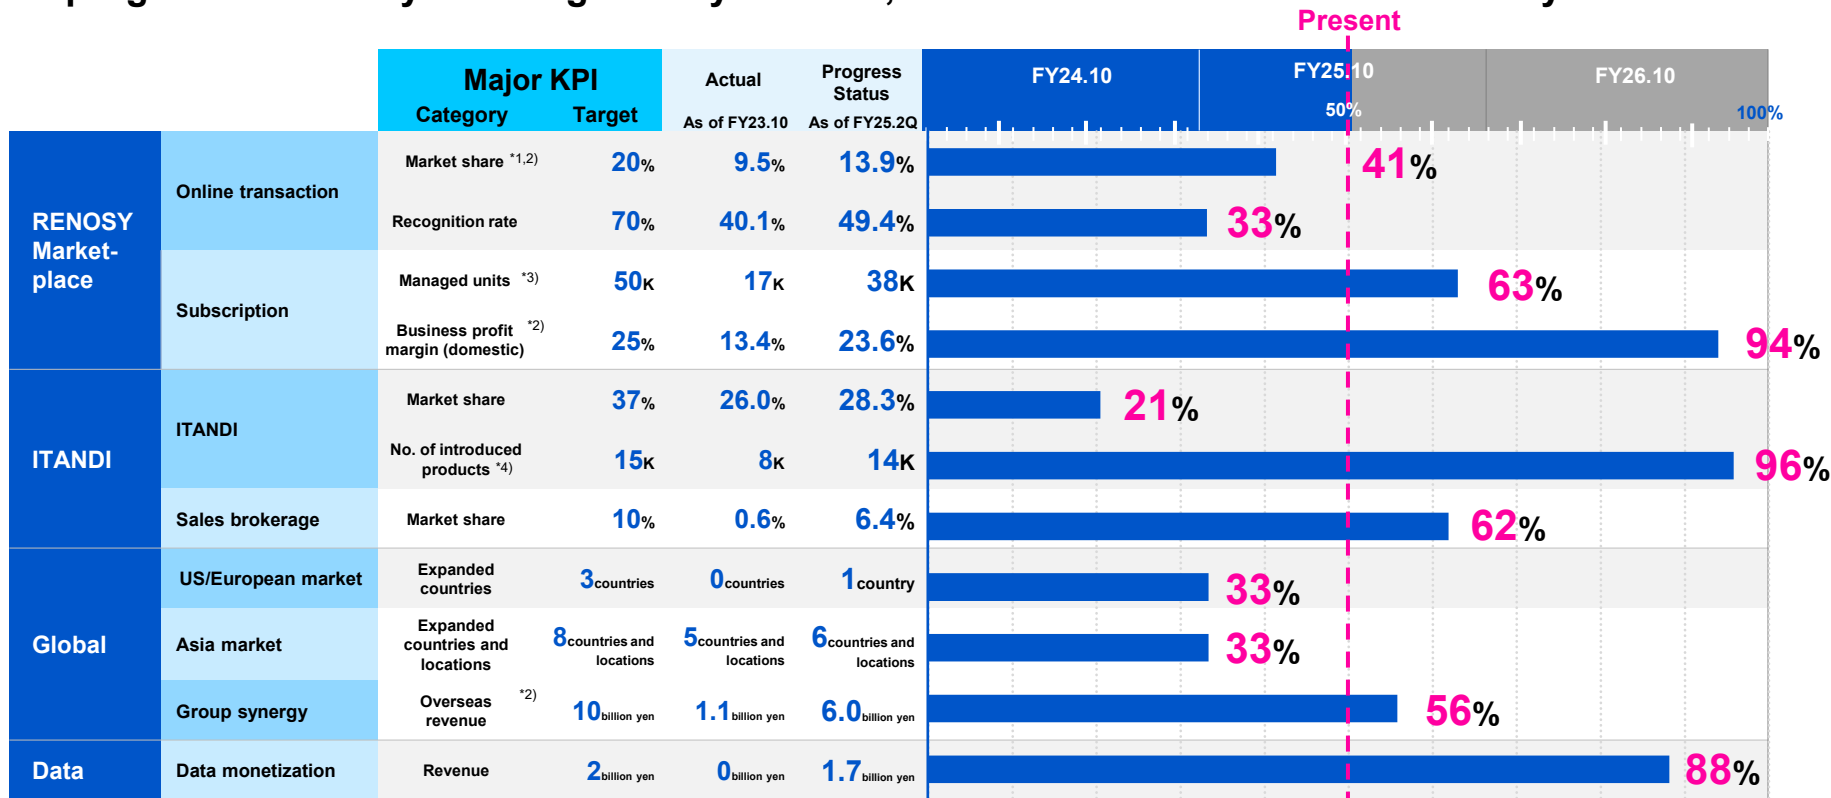 Present
Major KPI
Category Target
Actual
As of FY23.10
Progress
Status
As of FY25.2Q
FY24.10
FY25.10
FY26.10
50%
100%
RENOSY
Market-
place
Online transaction
Market share *1,2) 20% 9.5% 13.9% 41%
Recognition rate 70% 40.1% 49.4% 33%
Subscription
Managed units *3) 50K 17K 38K 63%
Business profit *2)
margin (domestic) 25% 13.4% 23.6% 94%
ITANDI
ITANDI
Market share 37% 26.0% 28.3% 21%
No. of introduced
products *4) 15K 8K 14K 96%
Sales brokerage Market share 10% 0.6% 6.4% 62%
Global
US/European market
Expanded
countries
3countries 0countries 1country 33%
Asia market
Expanded
countries and
locations
8countries and
locations
5countries and
locations
6countries and
locations
33%
Group synergy
Overseas *2)
revenue
10billion yen 1.1billion yen 6.0billion yen 56%
Data Data monetization Revenue 2billion yen 0billion yen 1.7billion yen 88%